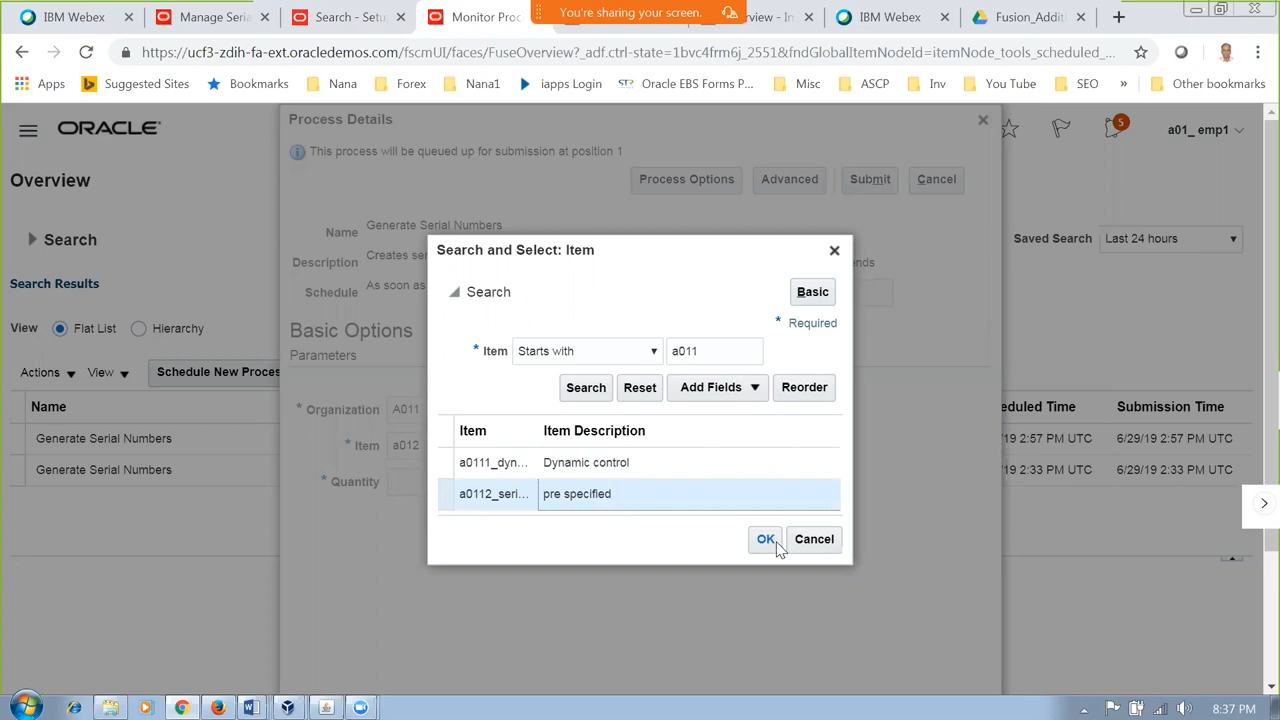 IBM Webex
Manage Seria
Search - Setu
Monitor Proc
You're sharing your screen.
IBM Webex
Fusion_Additi
https://ucf3-zdih-fa-ext.oracledemos.com/fscmUI/faces/FuseOverview?_adf.ctrl-state=1bvc4frm6j_2551&fndGlobalItemNodeId=itemNode_tools_scheduled_...
Apps
Suggested Sites
Bookmarks
Nana
Forex
Nana1
iapps Login
Oracle EBS Forms P...
Misc
ASCP
Inv
You Tube
SEO
»
Other bookmarks
ORACLE
5
a01_ emp1
Overview
Search
Saved Search Last 24 hours
Search Results
View Flat List Hierarchy
Actions View Schedule New Proces
Name
Generate Serial Numbers
Generate Serial Numbers
eduled Time Submission Time
/19 2:57 PM UTC 6/29/19 2:57 PM UTC
/19 2:33 PM UTC 6/29/19 2:33 PM UTC
Process Details
This process will be queued up for submission at position 1
Process Options Advanced Submit Cancel
Name Generate Serial Numbers
Description Creates ser
ends
Schedule As soon as
Basic Options
Parameters
* Organization A011
* Item a012
* Quantity
Search and Select: Item
Search
Basic
* Required
* Item Starts with a011
Search Reset Add Fields Reorder
Item Item Description
a0111_dyn... Dynamic control
a0112_seri... pre specified
OK Cancel
8:37 PM